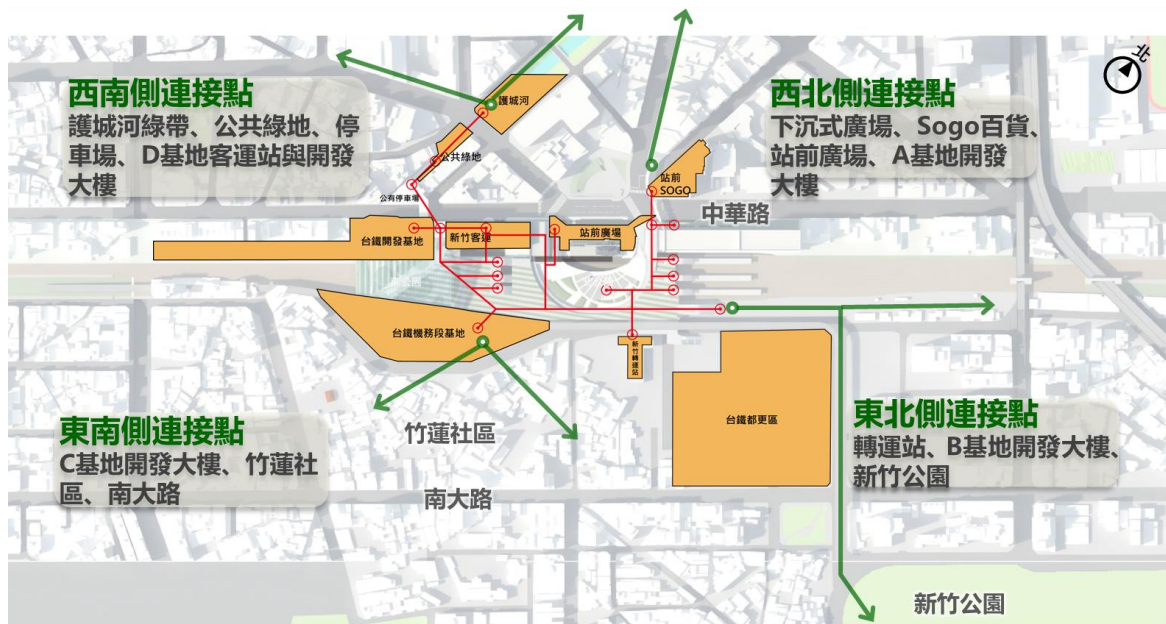 北
西南側連接點
護城河綠帶、公共綠地、停
車場、D基地客運站與開發
大樓
西北側連接點
下沉式廣場、Sogo百貨、
站前廣場、A基地開發
大樓
護城河
公共綠地
公有停車場
站前
SOGO
中華路
台鐵開發基地
新竹客運
站前廣場
台鐵機務段基地
新竹轉運站
台鐵都更區
東南側連接點
C基地開發大樓、竹蓮社
區、南大路
竹蓮社區
南大路
東北側連接點
轉運站、B基地開發大樓、
新竹公園
新竹公園